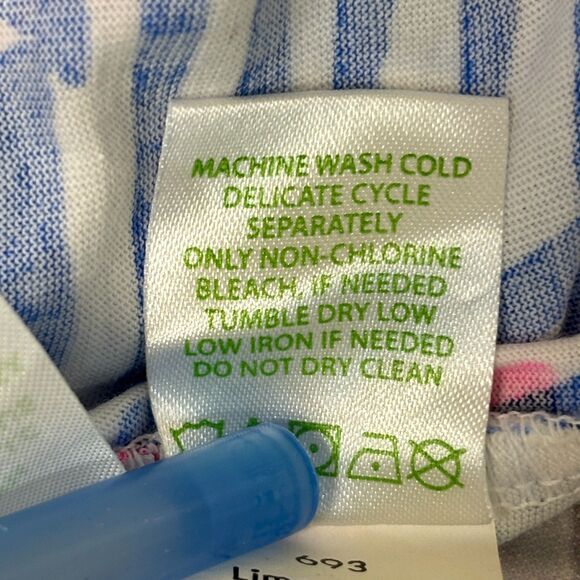 MACHINE WASH COLD
DELICATE CYCLE
SEPARATELY
ONLY NON-CHLORINE
BLEACH, IF NEEDED
TUMBLE DRY LOW
LOW IRON IF NEEDED
DO NOT DRY CLEAN
693
Lim